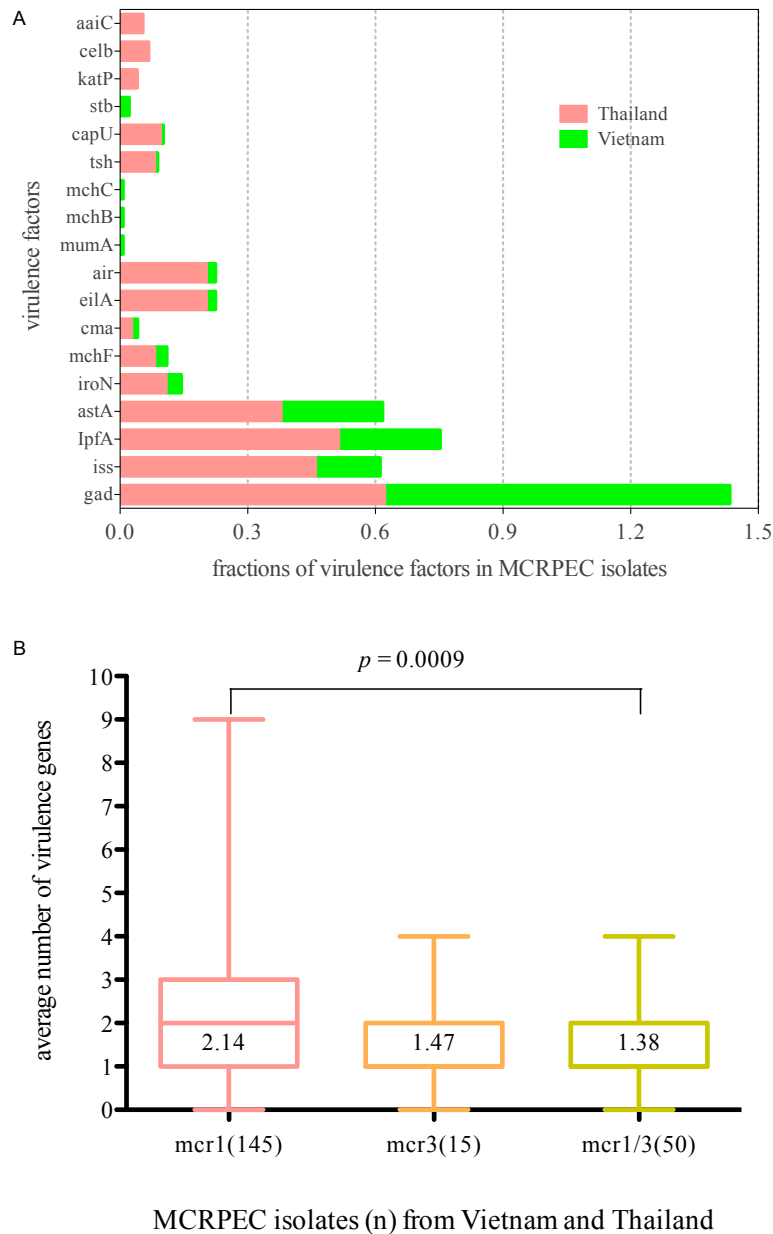 A
virulence factors
aaiC
celb
katP
stb
capU
tsh
mchC
mchB
mumA
air
eilA
cma
mchF
iroN
astA
IpfA
iss
gad
Thailand
Vietnam
0.0 0.3 0.6 0.9 1.2 1.5
fractions of virulence factors in MCRPEC isolates
B
p = 0.0009
average number of virulence genes
10
9
8
7
6
5
4
3
2
1
0
2.14 1.47 1.38
mcr1(145) mcr3(15) mcr1/3(50)
MCRPEC isolates (n) from Vietnam and Thailand